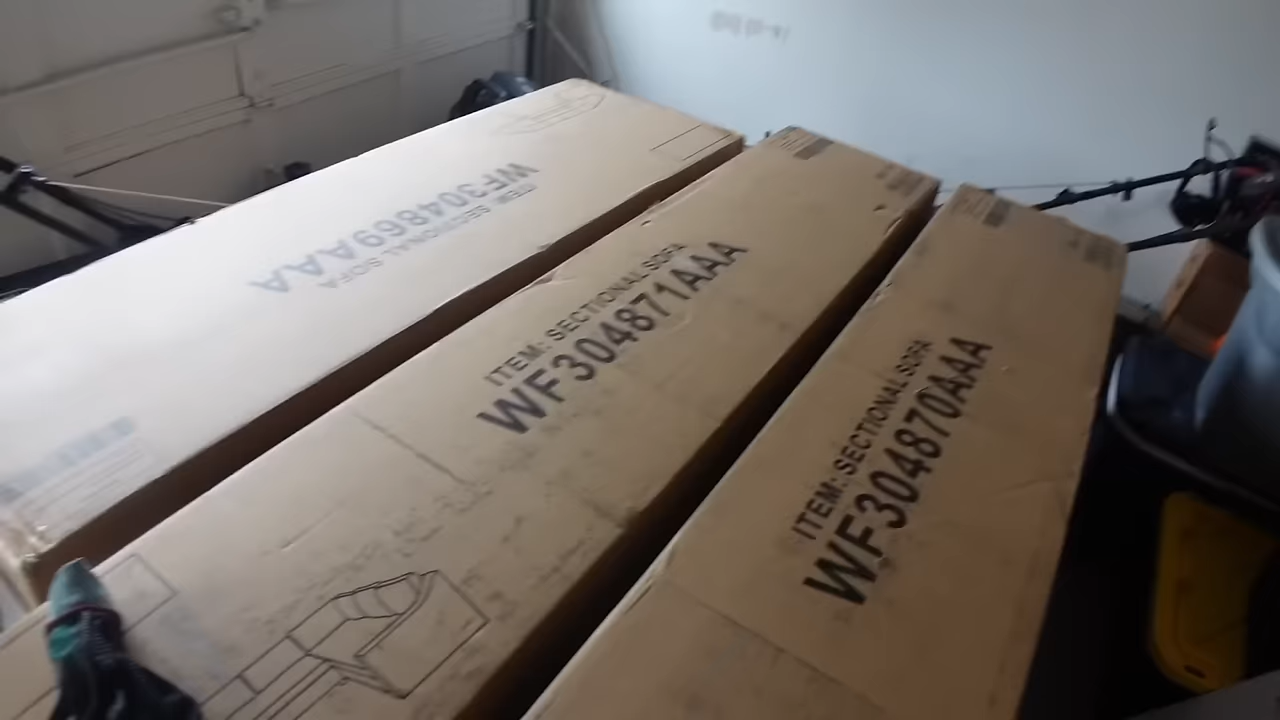 ITEM: SECTIONAL SOFA
WF304869AAA
ITEM: SECTIONAL SOFA
WF304871AAA
ITEM: SECTIONAL SOFA
WF304870AAA